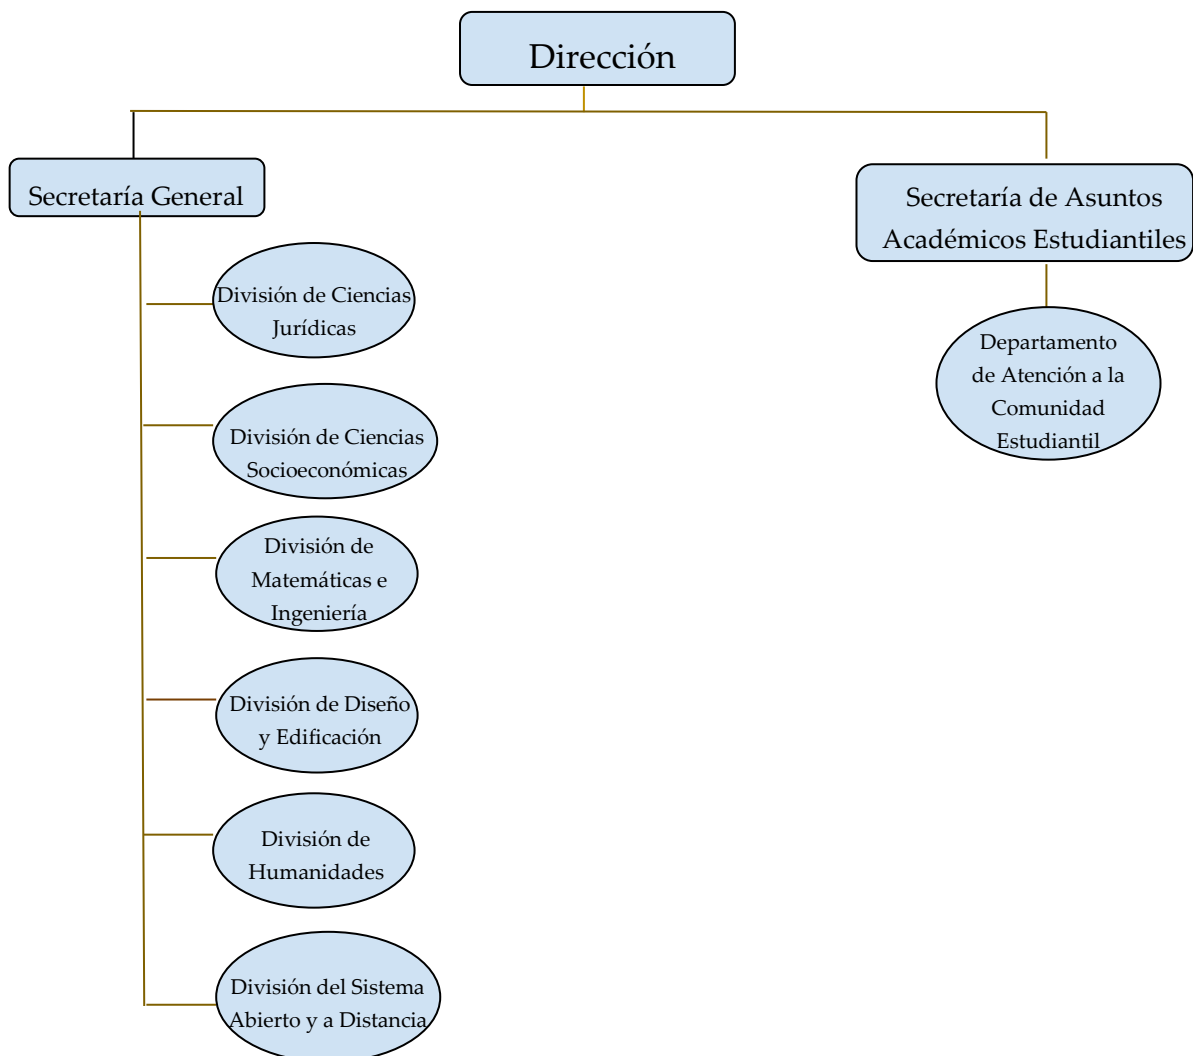 Dirección
Secretaría General
Secretaría de Asuntos
Académicos Estudiantiles
División de Ciencias
Jurídicas
División de Ciencias
Socioeconómicas
División de
Matemáticas e
Ingeniería
División de Diseño
y Edificación
División de
Humanidades
División del Sistema
Abierto y a Distancia
Departamento
de Atención a la
Comunidad
Estudiantil